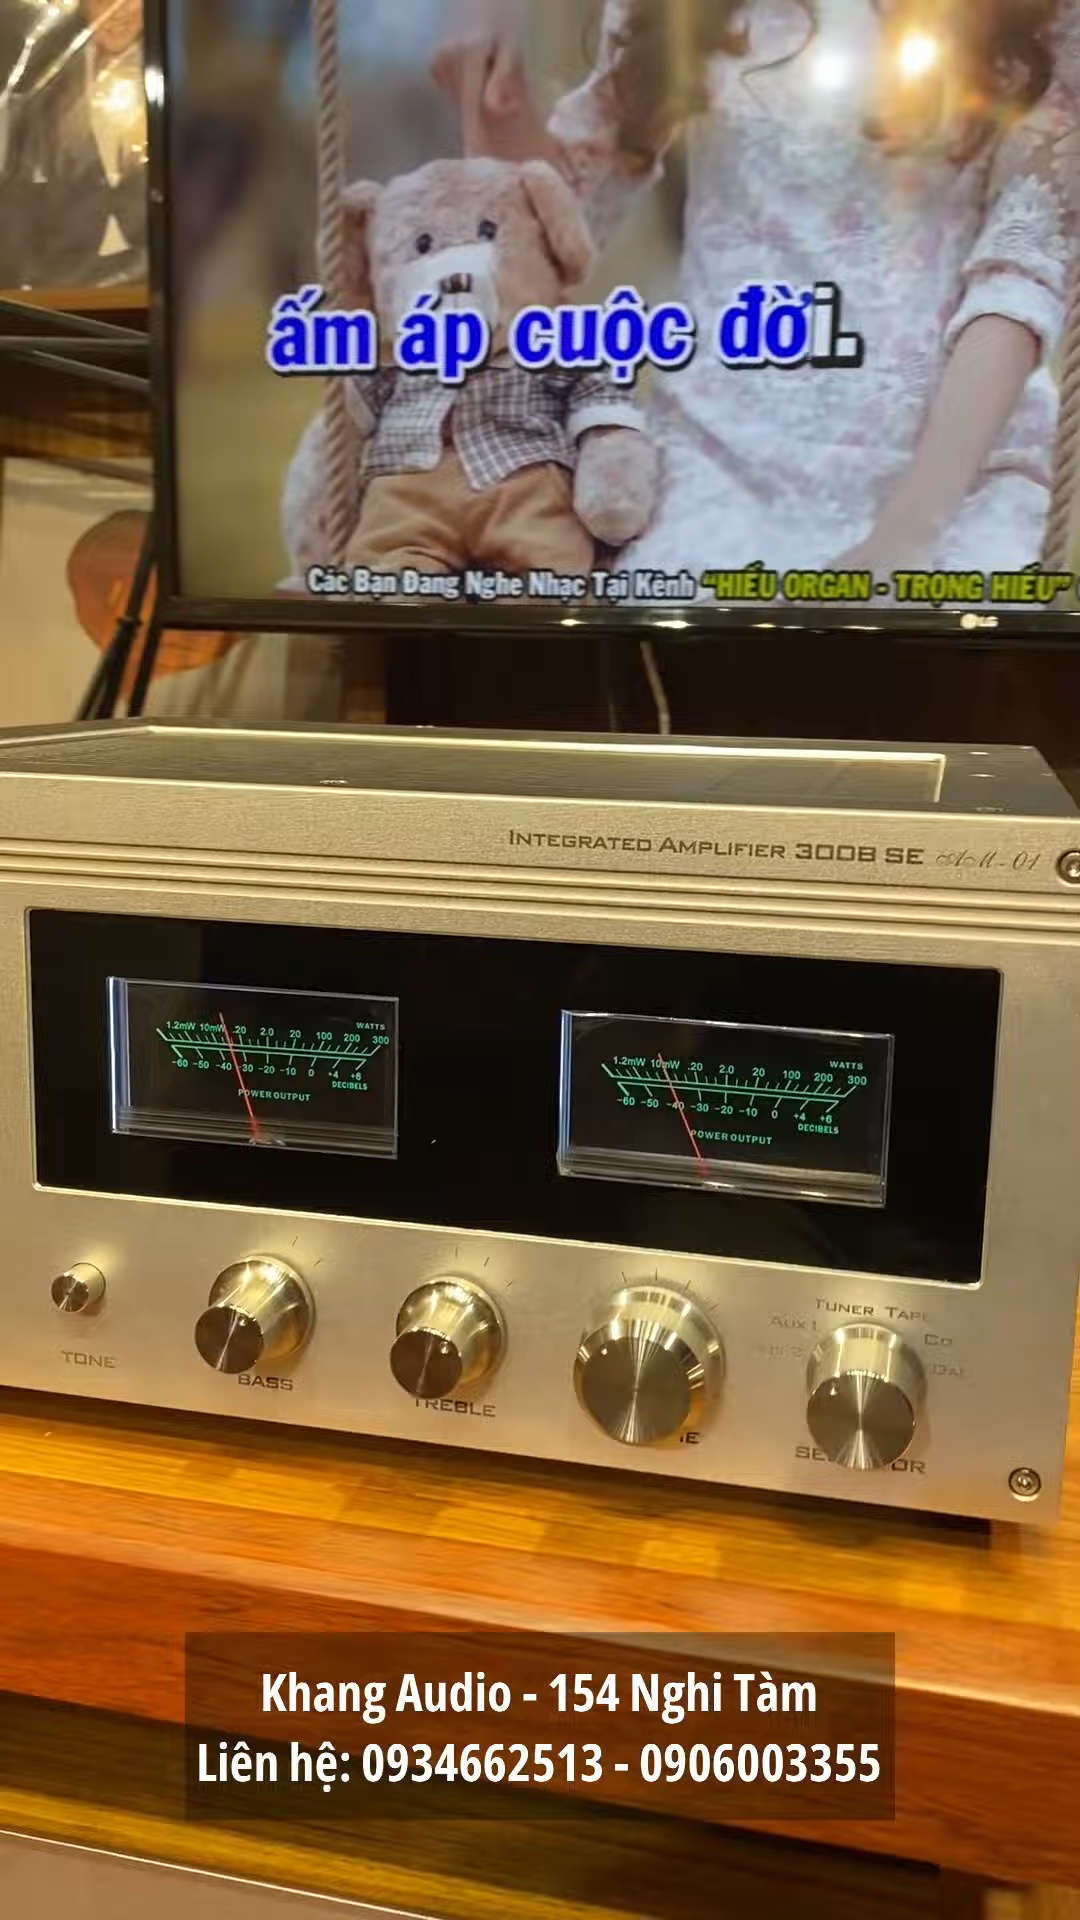 ấm áp cuộc đời.
Các Bạn Đang Nghe Nhạc Tại Kênh “HIẾU ORGAN - TRỌNG HIẾU”
LG
INTEGRATED AMPLIFIER 300B SE AM-01
1.2mW 10mW .20 2.0 20 100 200 300
WATTS
-60 -50 -40 -30 -20 -10 0 +4 +6
DECIBELS
POWER OUTPUT
1.2mW 10mW .20 2.0 20 100 200 300
WATTS
-60 -50 -40 -30 -20 -10 0 +4 +6
DECIBELS
POWER OUTPUT
TUNER TAPE
AUX1 CD
TONE
BASS
TREBLE
Khang Audio - 154 Nghi Tàm
Liên hệ: 0934662513 - 0906003355